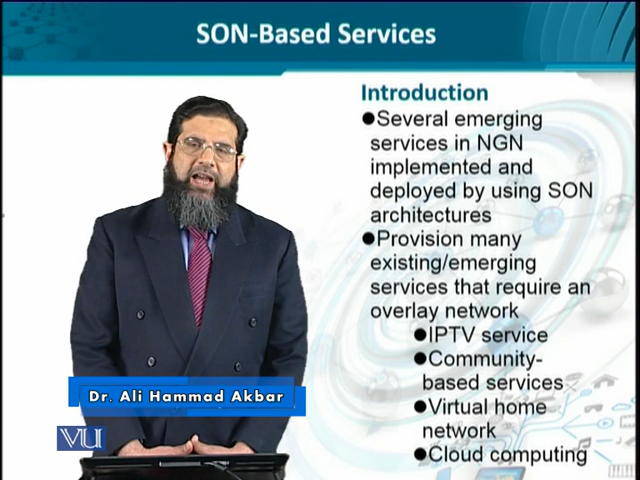 SON-Based Services
Introduction
●Several emerging
services in NGN
implemented and
deployed by using SON
architectures
●Provision many
existing/emerging
services that require an
overlay network
●IPTV service
●Community-
based services
●Virtual home
network
●Cloud computing
Dr. Ali Hammad Akbar
VU